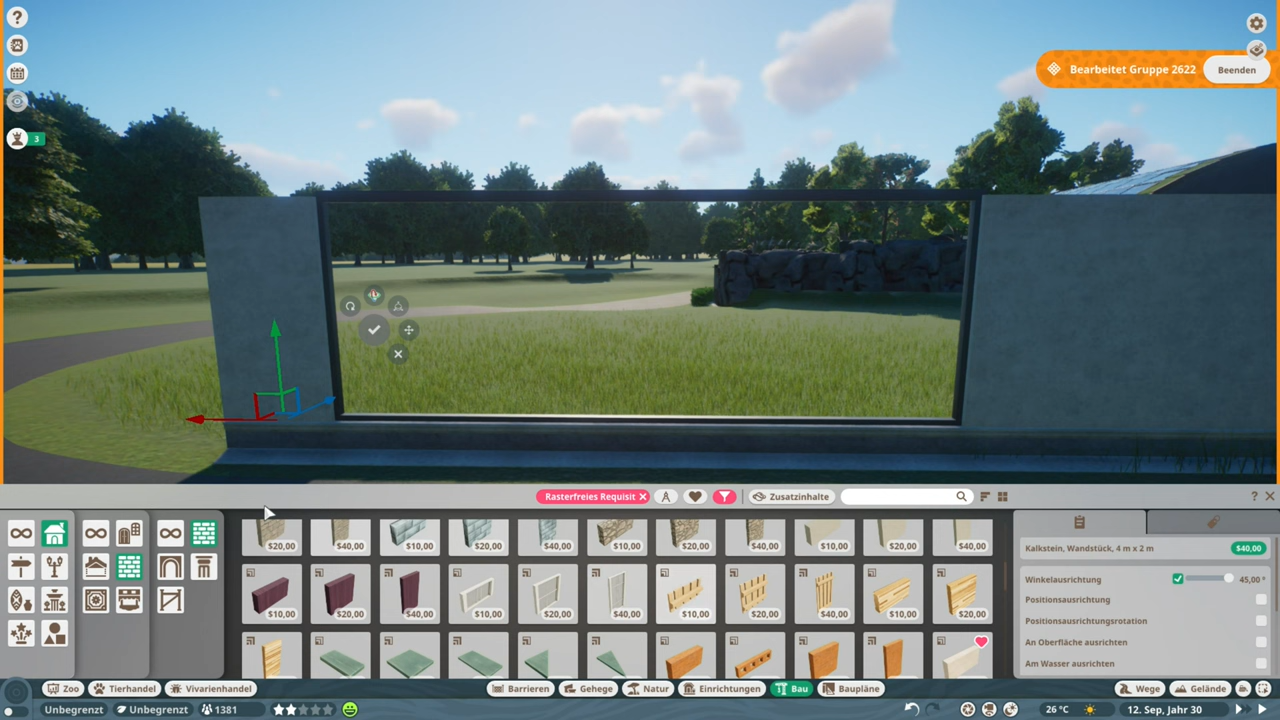 ?
3
Bearbeitet Gruppe 2622
Beenden
Rasterfreies Requisit ×
Zusatzinhalte
? ×
$20,00 $40,00 $10,00 $20,00 $40,00 $10,00 $20,00 $40,00 $10,00 $20,00 $40,00
$10,00 $20,00 $40,00 $10,00 $20,00 $40,00 $10,00 $20,00 $40,00 $10,00 $20,00
Kalkstein, Wandstück, 4 m x 2 m $40,00
Winkelausrichtung 45,00 °
Positionsausrichtung
Positionsausrichtungsrotation
An Oberfläche ausrichten
Am Wasser ausrichten
Zoo Tierhandel Vivarienhandel Barrieren Gehege Natur Einrichtungen Bau Baupläne Wege Gelände
Unbegrenzt Unbegrenzt 1381 26 °C 12. Sep, Jahr 30